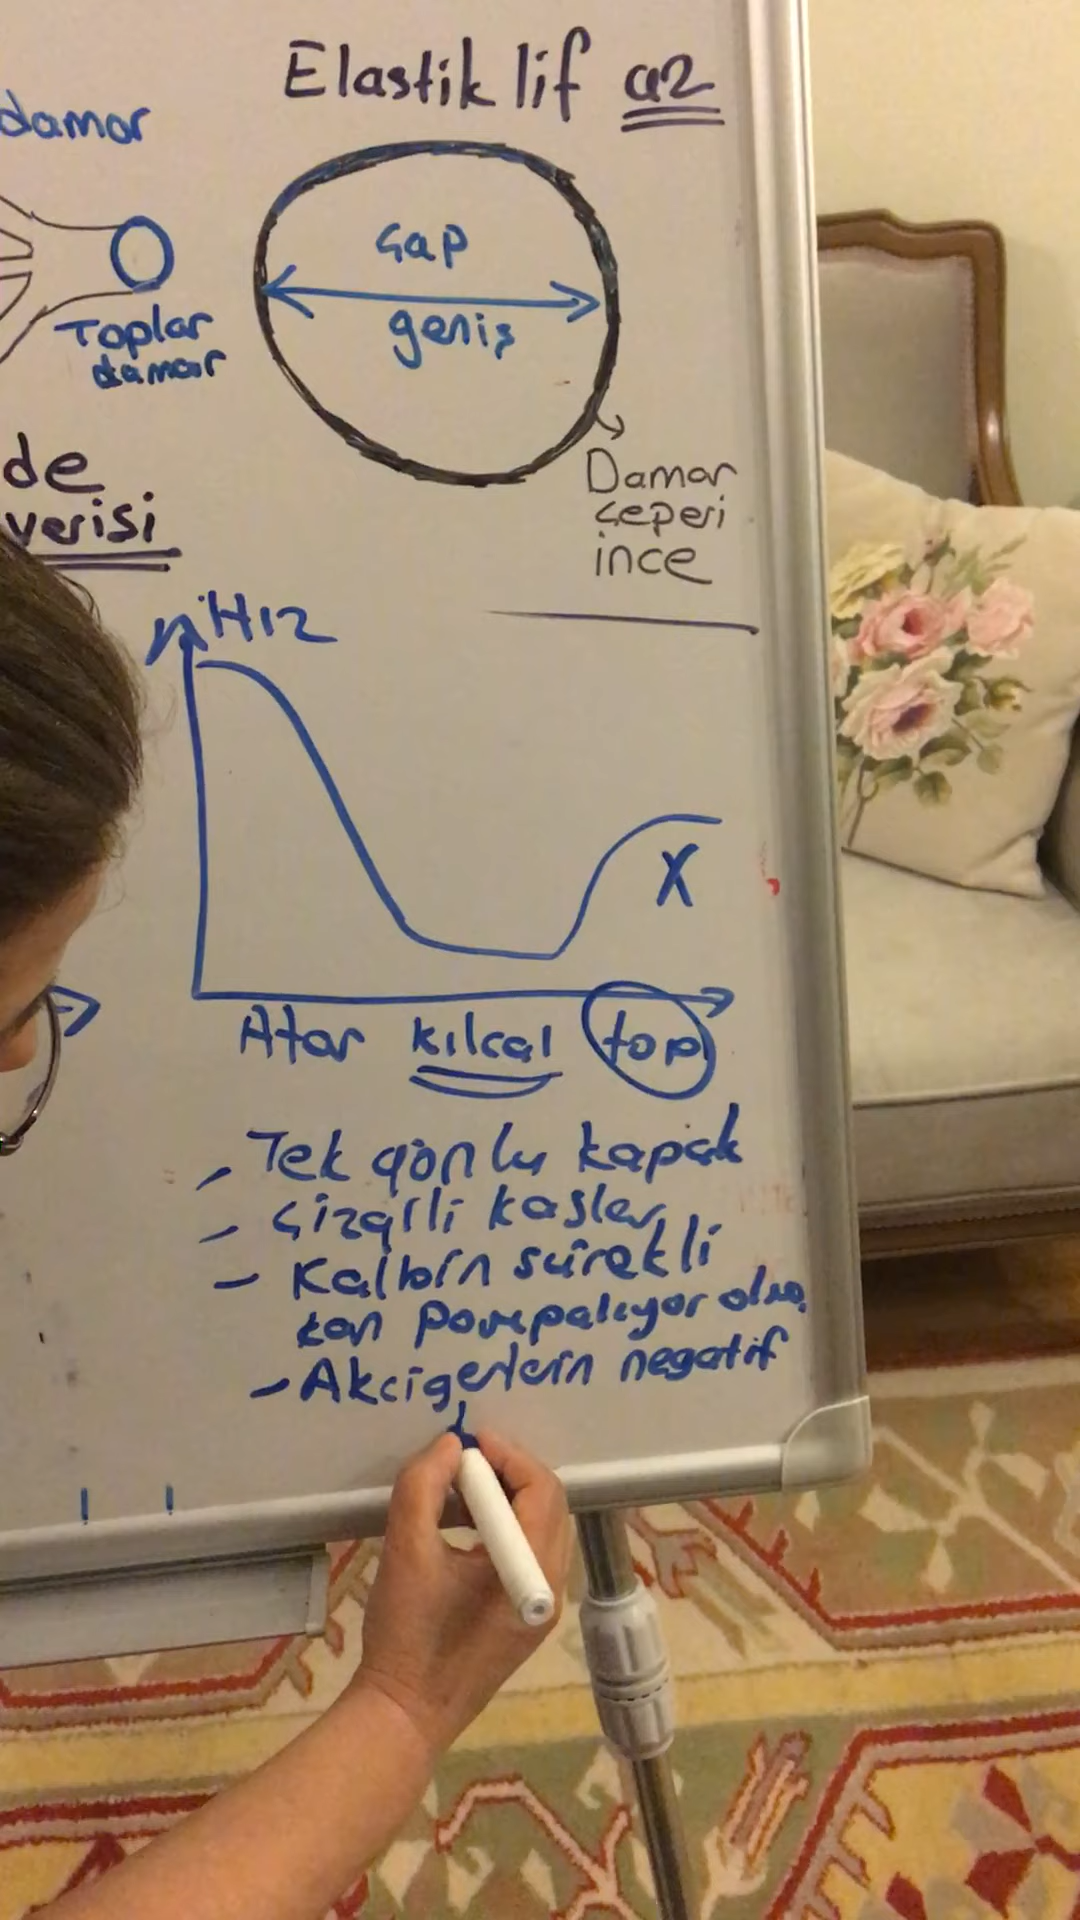 Elastik lif az
damar
Çap
geniş
Toplar
damar
Damar
çeperi
ince
de
verisi
Hız
X
Atar kılcal top
- Tek yönlü kapak
- Çizgili kaslar
- Kalbin sürekli
kan pompalıyor olması
- Akciğerlerin negatif